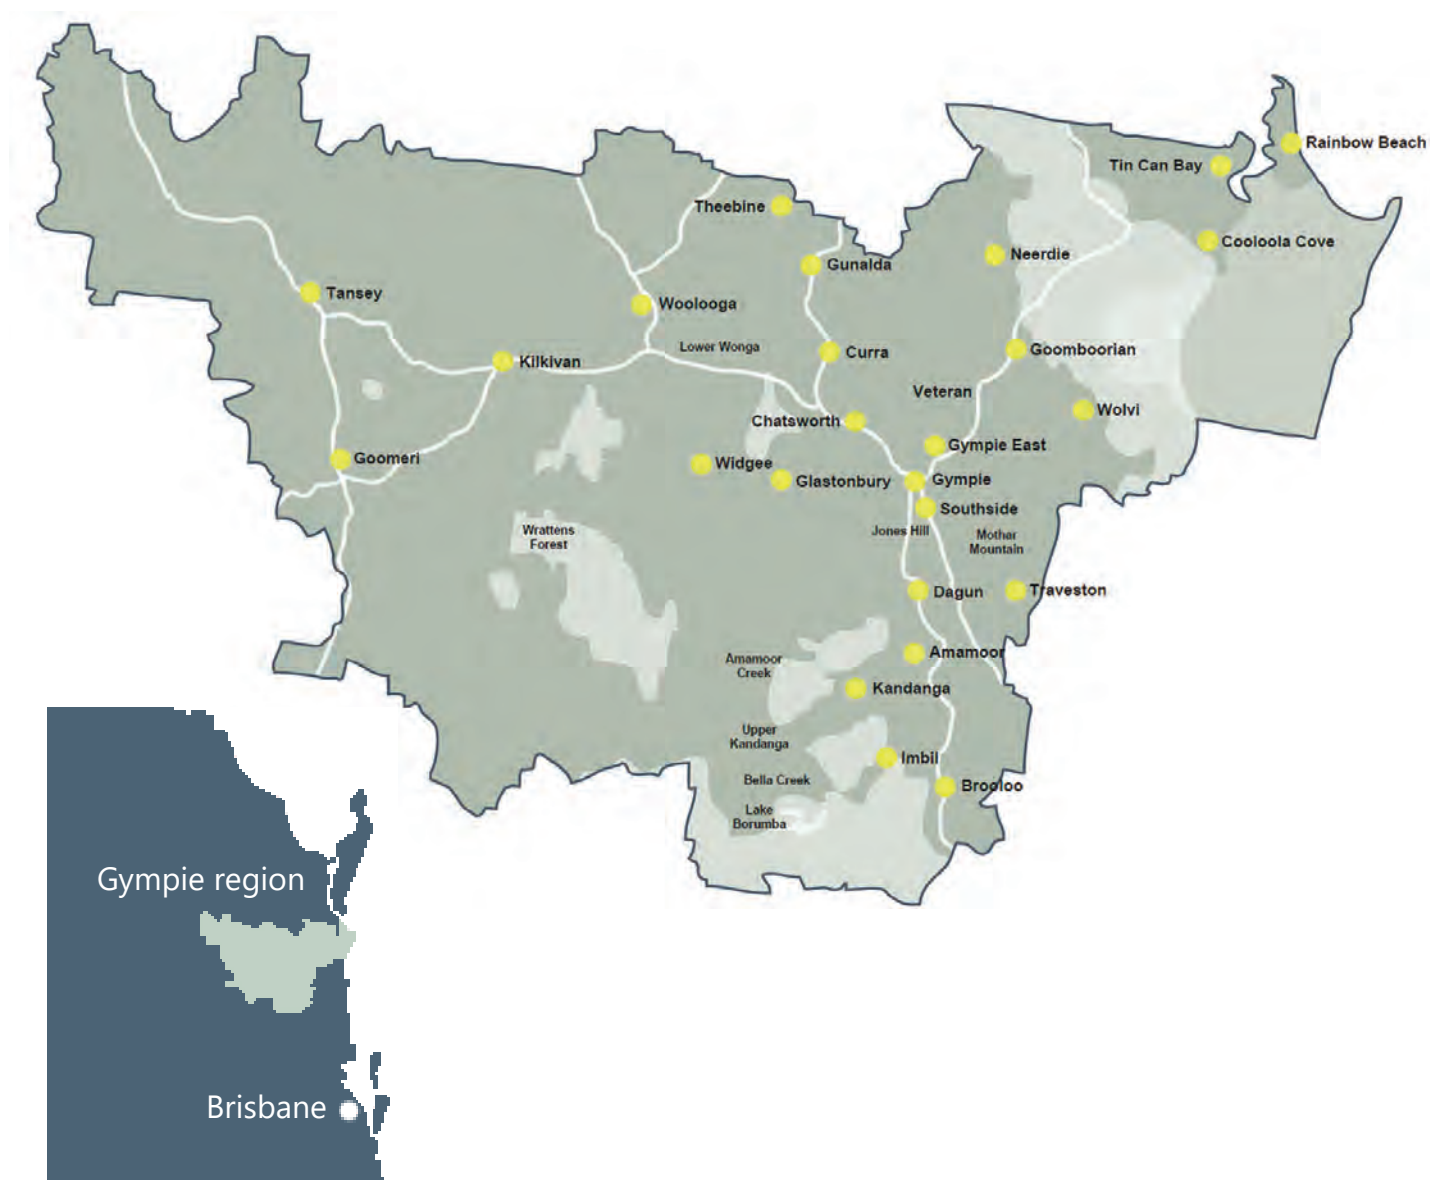 Rainbow Beach
Tin Can Bay
Theebine
Cooloola Cove
Neerdie
Gunalda
Tansey
Woolooga
Lower Wonga
Curra
Goomboorian
Kilkivan
Veteran
Wolvi
Chatsworth
Gympie East
Goomeri
Widgee
Glastonbury
Gympie
Southside
Wrattens
Forest
Jones Hill
Mothar
Mountain
Dagun
Traveston
Amamoor
Amamoor
Creek
Kandanga
Upper
Kandanga
Imbil
Bella Creek
Brooloo
Lake
Borumba
Gympie region
Brisbane